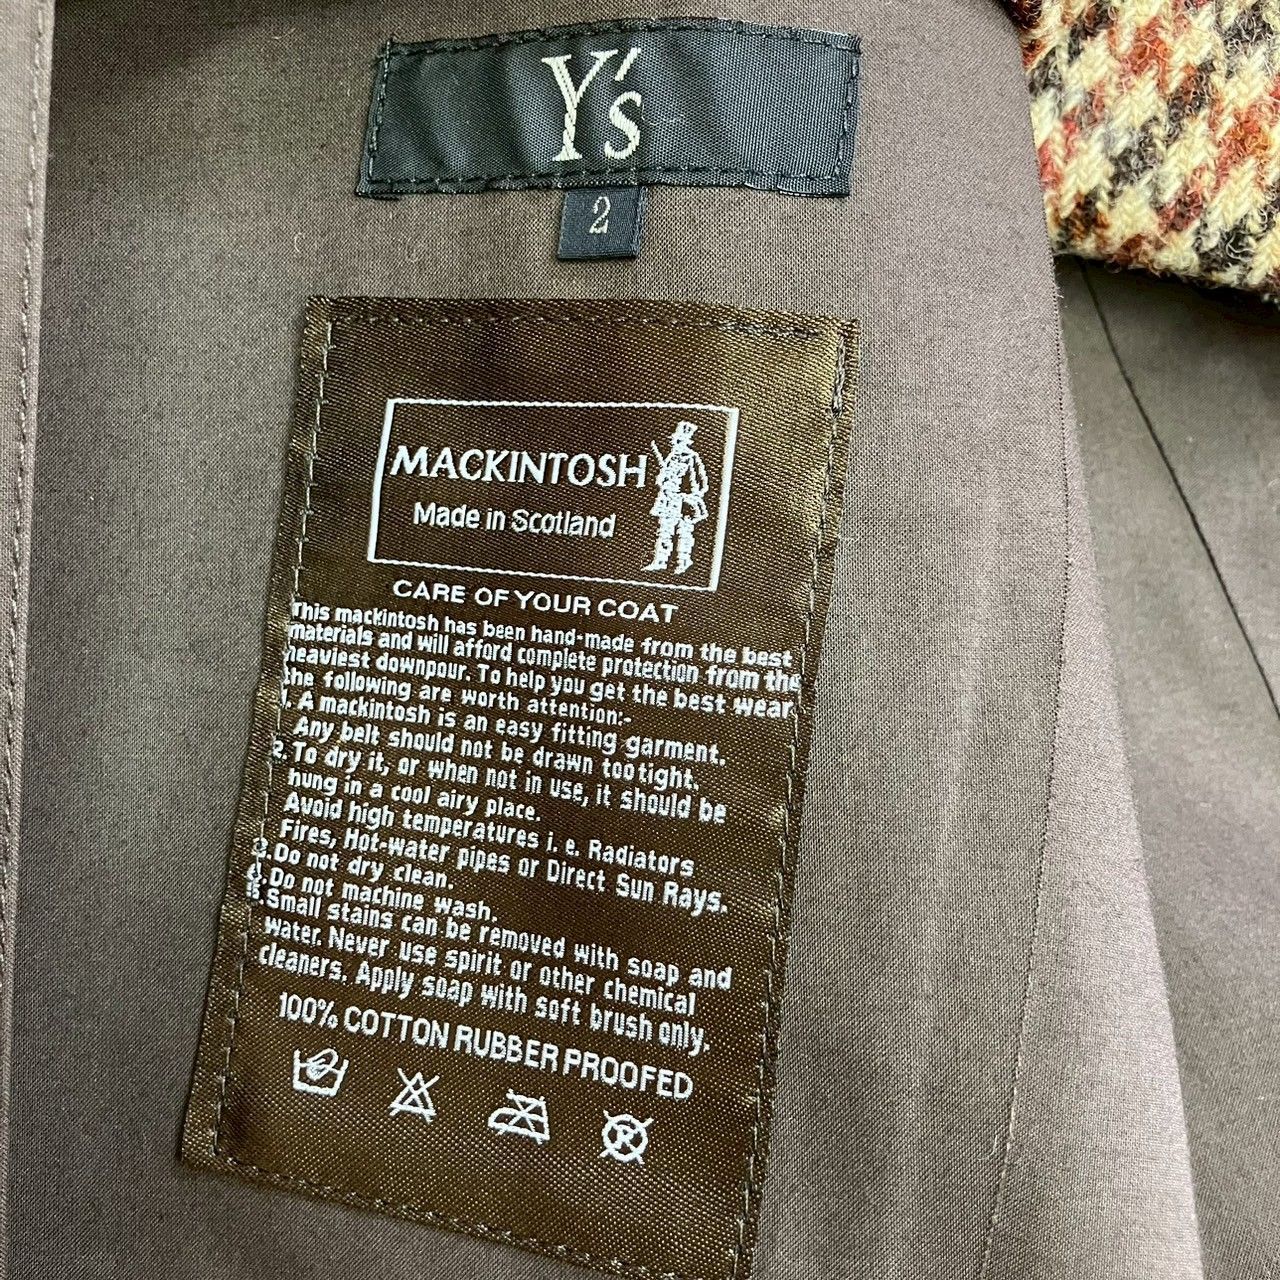 Y's
2
MACKINTOSH
Made in Scotland
CARE OF YOUR COAT
This mackintosh has been hand-made from the best
materials and will afford complete protection from the
heaviest downpour. To help you get the best wear
the following are worth attention:-
1. A mackintosh is an easy fitting garment.
Any belt should not be drawn too tight.
2. To dry it, or when not in use, it should be
hung in a cool airy place.
Avoid high temperatures i. e. Radiators
Fires, Hot-water pipes or Direct Sun Rays.
3. Do not dry clean.
4. Do not machine wash.
5. Small stains can be removed with soap and
water. Never use spirit or other chemical
cleaners. Apply soap with soft brush only.
100% COTTON RUBBER PROOFED
R